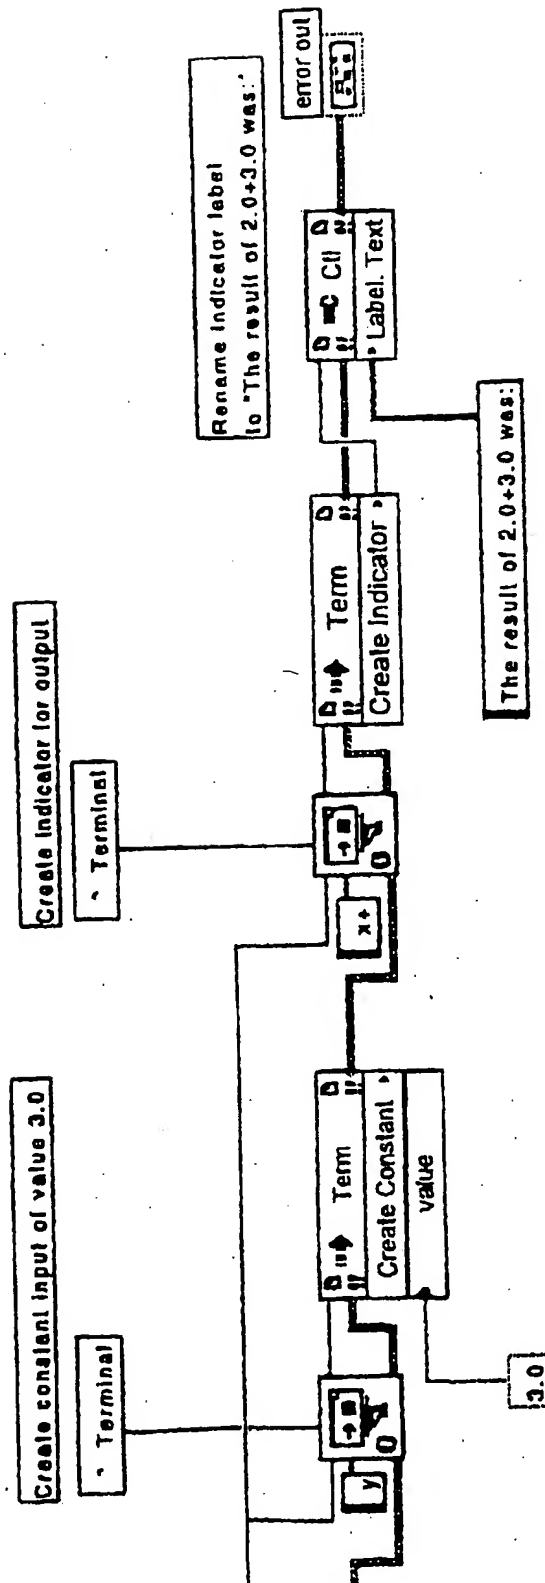 Create constant input of value 3.0
Terminal
y
Term
Create Constant
value
3.0
Create Indicator for output
Terminal
x+
Term
Create Indicator
Rename Indicator label
to "The result of 2.0+3.0 was:"
Ctl
Label. Text
The result of 2.0+3.0 was:
error out